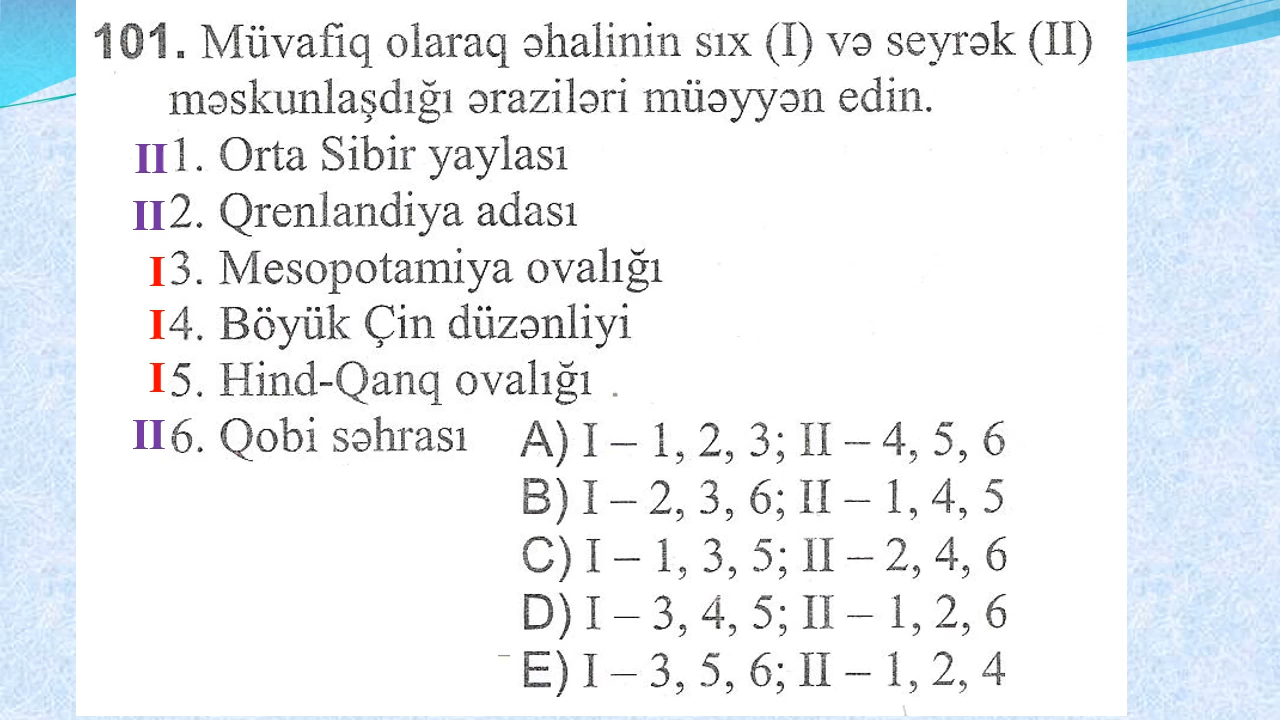 101. Müvafiq olaraq əhalinin sıx (I) və seyrək (II)
məskunlaşdığı əraziləri müəyyən edin.
II 1. Orta Sibir yaylası
II 2. Qrenlandiya adası
I 3. Mesopotamiya ovalığı
I 4. Böyük Çin düzənliyi
I 5. Hind-Qanq ovalığı
II 6. Qobi səhrası
A) I – 1, 2, 3; II – 4, 5, 6
B) I – 2, 3, 6; II – 1, 4, 5
C) I – 1, 3, 5; II – 2, 4, 6
D) I – 3, 4, 5; II – 1, 2, 6
E) I – 3, 5, 6; II – 1, 2, 4